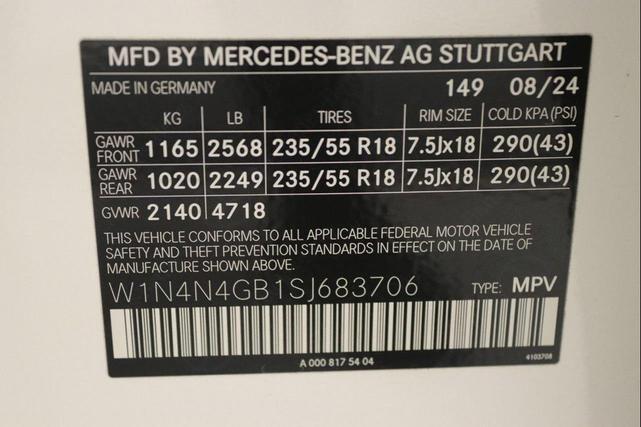 MFD BY MERCEDES-BENZ AG STUTTGART
MADE IN GERMANY 149 08/24
KG LB TIRES RIM SIZE COLD KPA (PSI)
GAWR FRONT 1165 2568 235/55 R18 7.5Jx18 290(43)
GAWR REAR 1020 2249 235/55 R18 7.5Jx18 290(43)
GVWR 2140 4718
THIS VEHICLE CONFORMS TO ALL APPLICABLE FEDERAL MOTOR VEHICLE
SAFETY AND THEFT PREVENTION STANDARDS IN EFFECT ON THE DATE OF
MANUFACTURE SHOWN ABOVE.
W1N4N4GB1SJ683706 TYPE: MPV
A 000 817 54 04 4103708